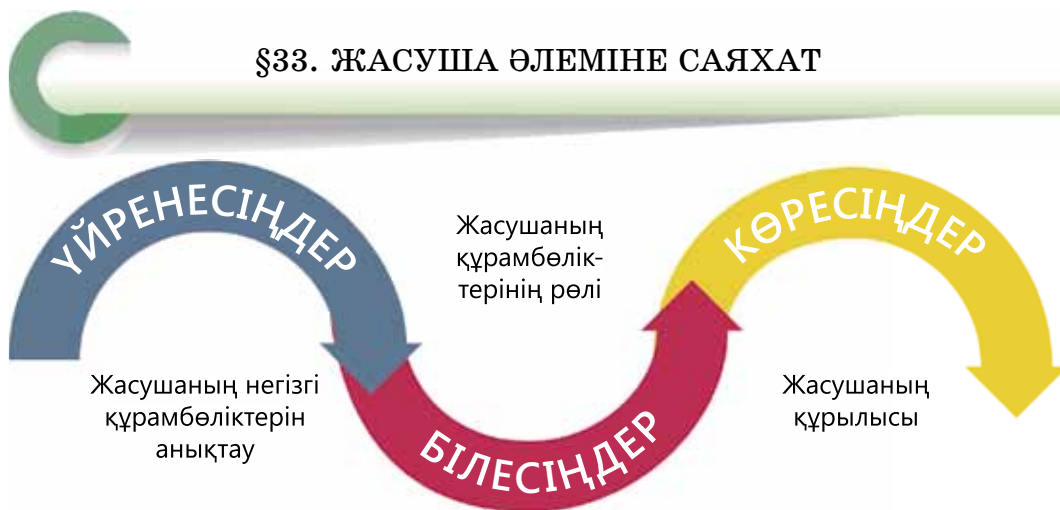 §33. ЖАСУША ӘЛЕМІНЕ САЯХАТ
ҮЙРЕНЕСІҢДЕР
Жасушаның негізгі
құрамбөліктерін
анықтау
БІЛЕСІҢДЕР
Жасушаның
құрамбөлік-
терінің рөлі
КӨРЕСІҢДЕР
Жасушаның
құрылысы